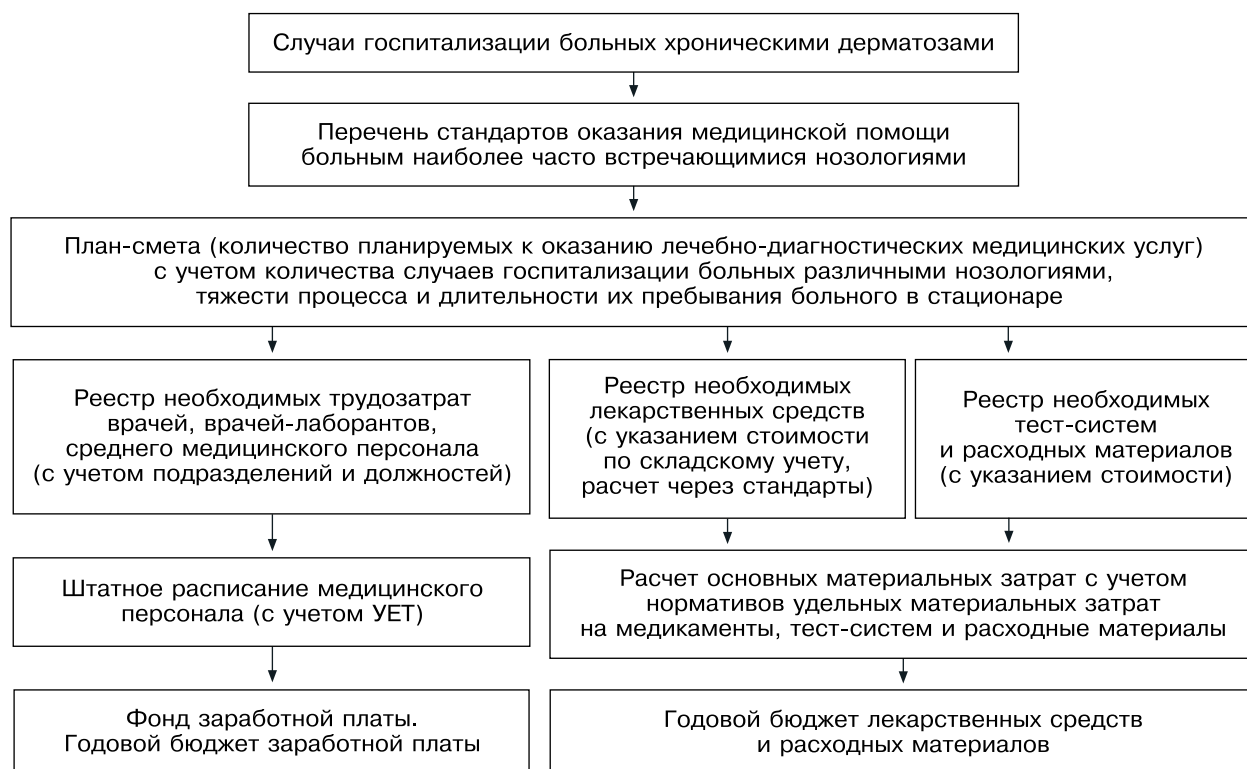 Случаи госпитализации больных хроническими дерматозами
Перечень стандартов оказания медицинской помощи
больным наиболее часто встречающимися нозологиями
План-смета (количество планируемых к оказанию лечебно-диагностических медицинских услуг)
с учетом количества случаев госпитализации больных различными нозологиями,
тяжести процесса и длительности их пребывания больного в стационаре
Реестр необходимых трудозатрат
врачей, врачей-лаборантов,
среднего медицинского персонала
(с учетом подразделений и должностей)
Реестр необходимых
лекарственных средств
(с указанием стоимости
по складскому учету,
расчет через стандарты)
Реестр необходимых
тест-систем
и расходных материалов
(с указанием стоимости)
Штатное расписание медицинского
персонала (с учетом УЕТ)
Расчет основных материальных затрат с учетом
нормативов удельных материальных затрат
на медикаменты, тест-систем и расходные материалы
Фонд заработной платы.
Годовой бюджет заработной платы
Годовой бюджет лекарственных средств
и расходных материалов